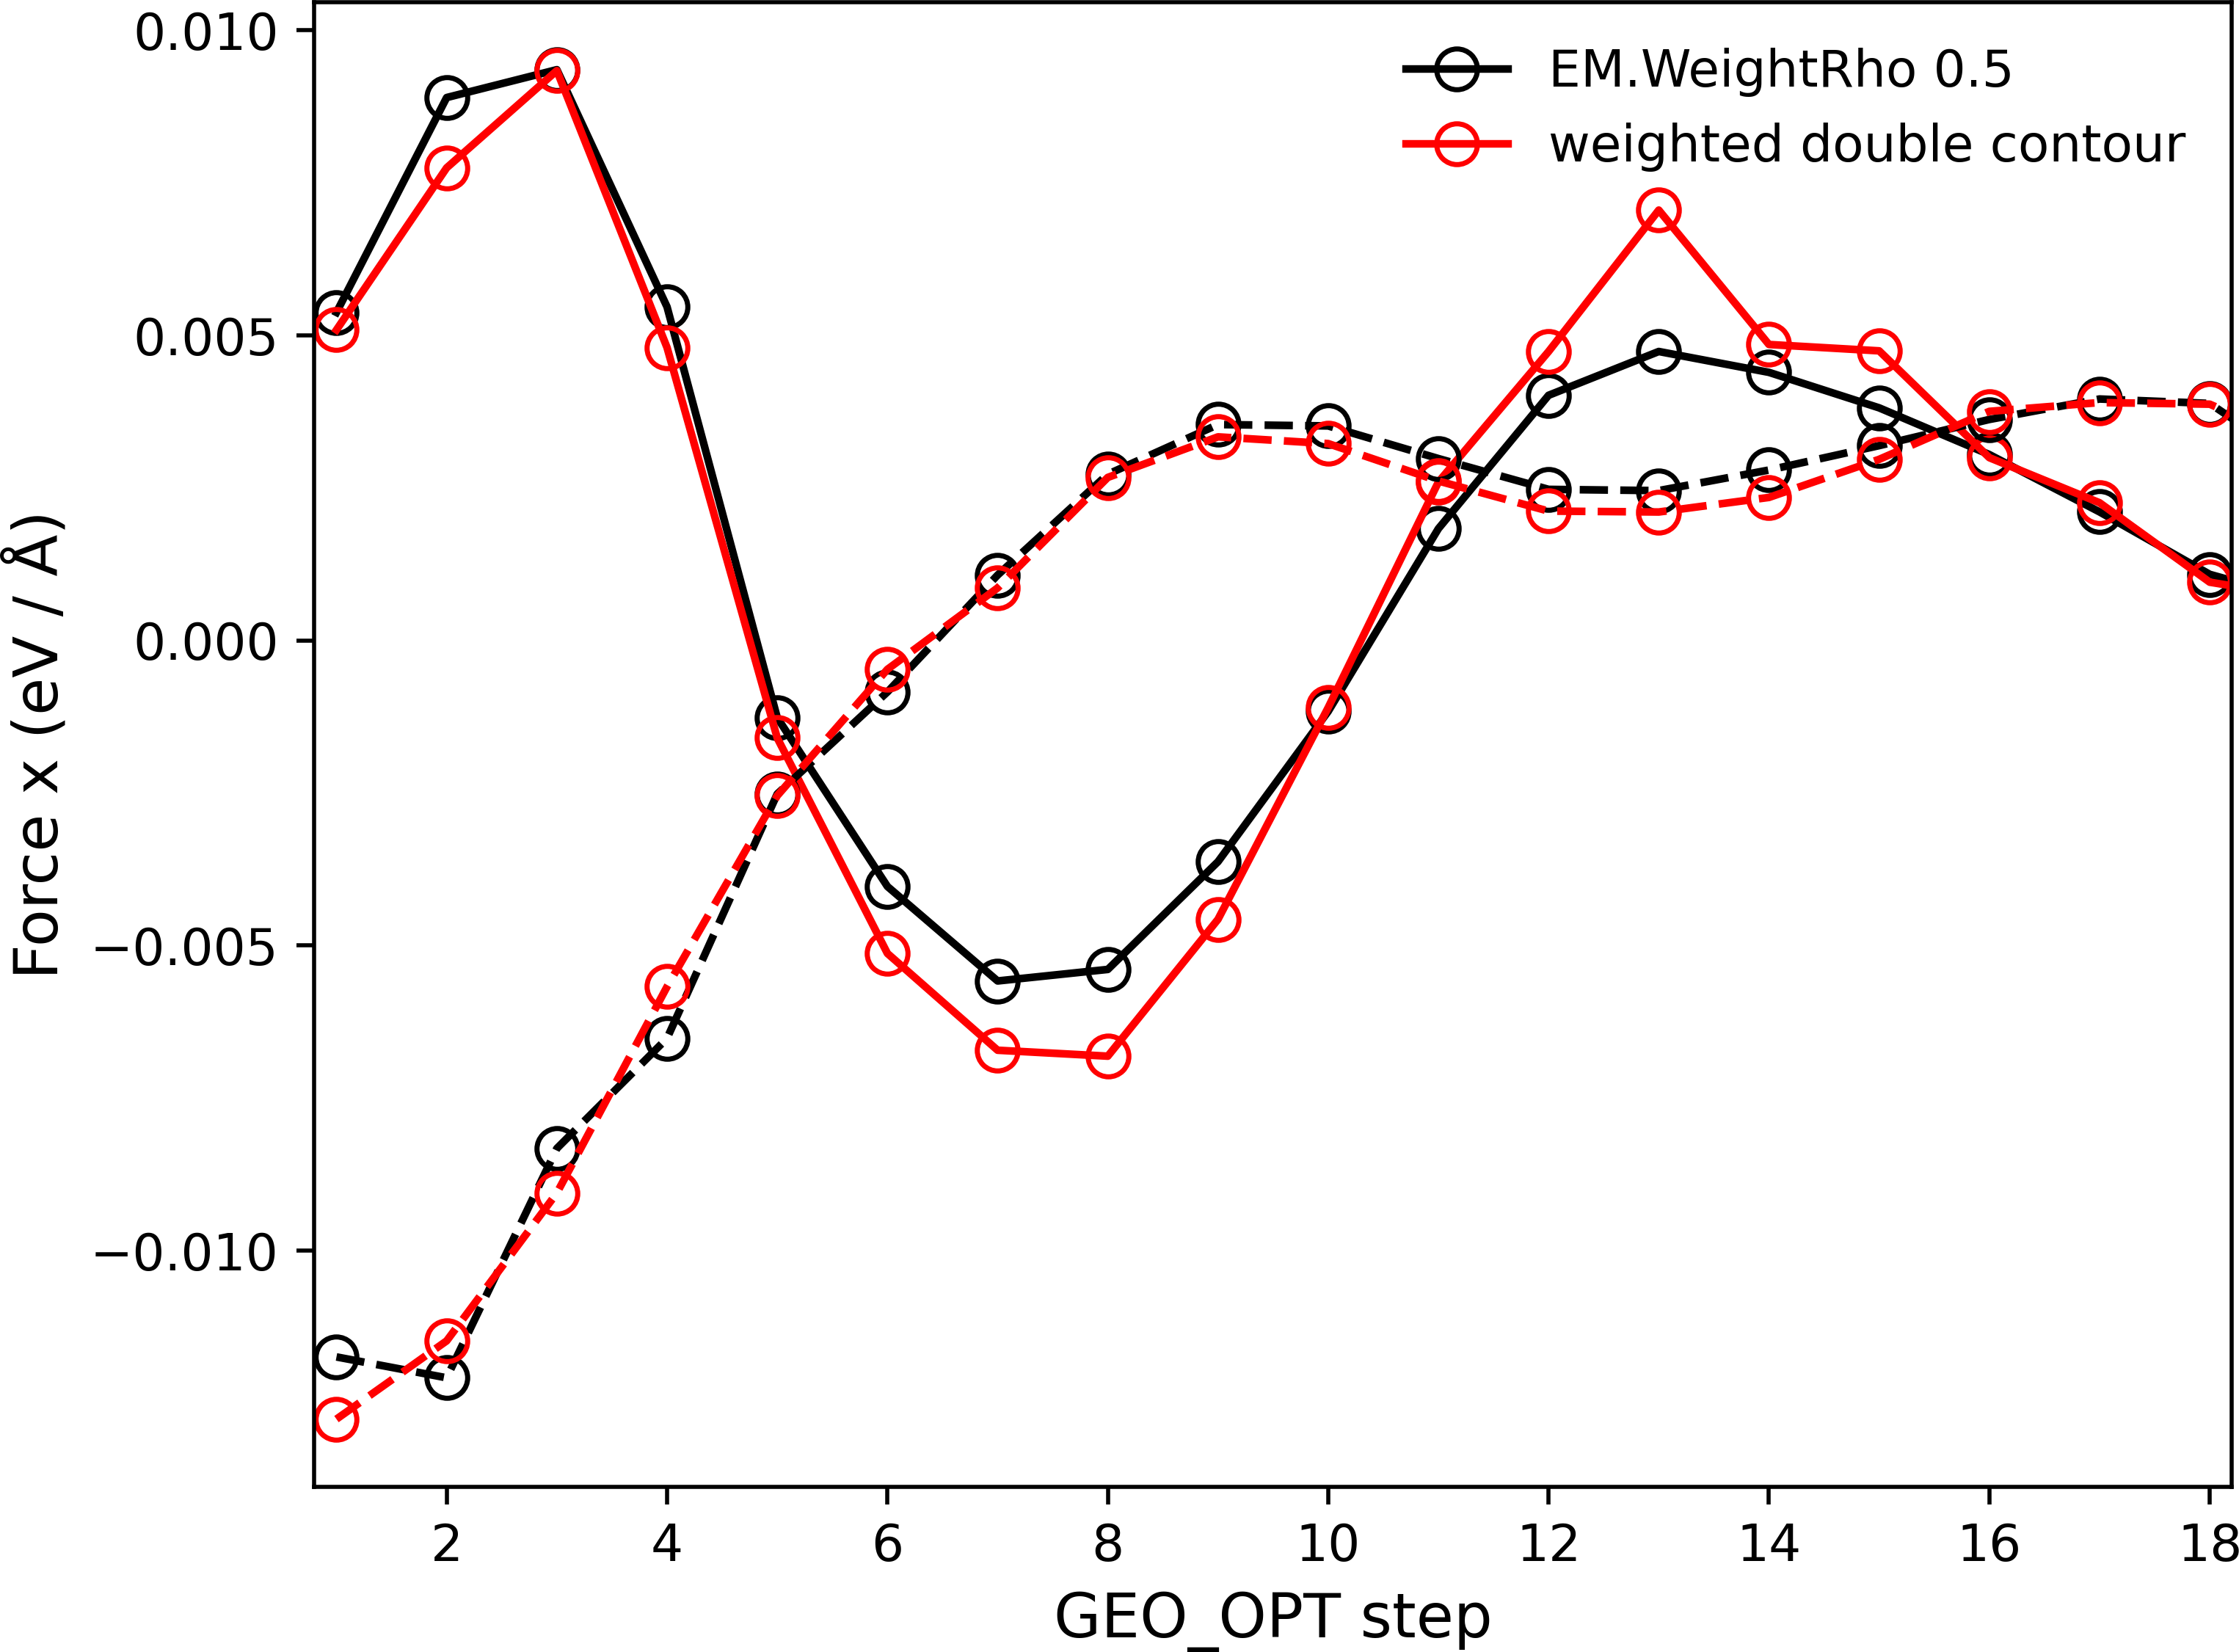 0.010
0.005
0.000
−0.005
−0.010
Force x (eV / Å)
EM.WeightRho 0.5
weighted double contour
2 4 6 8 10 12 14 16 18
GEO_OPT step